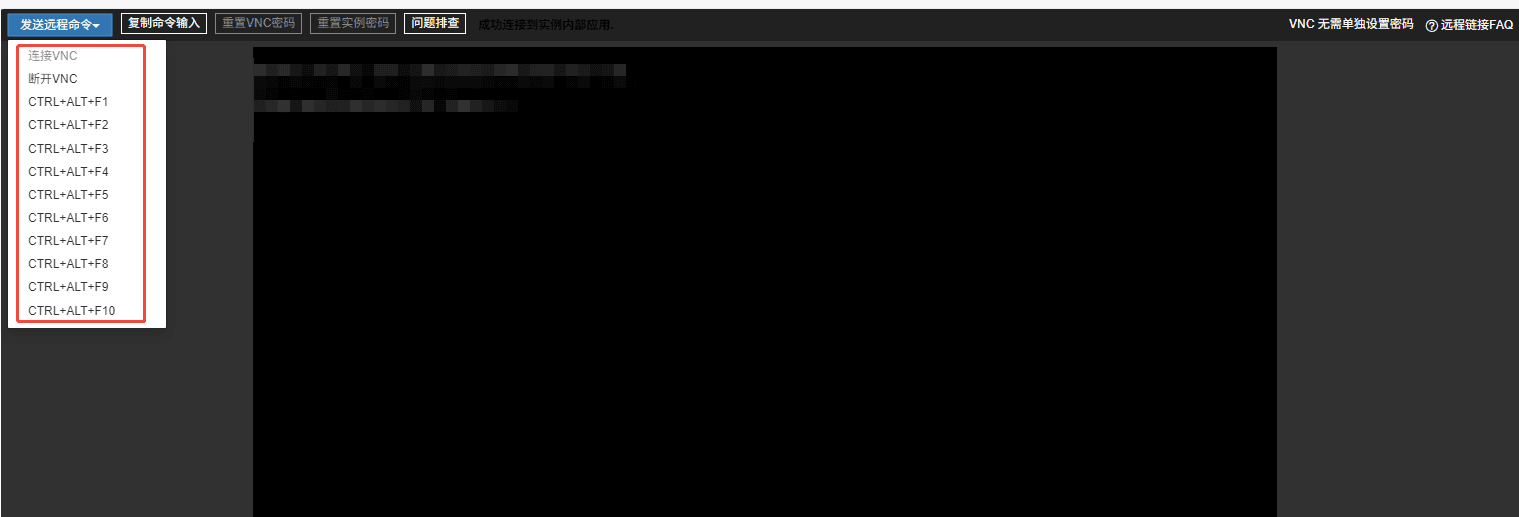 发送远程命令 复制命令输入 重置VNC密码 重置实例密码 问题排查 成功连接到实例内部应用. VNC 无需单独设置密码 ? 远程链接FAQ
连接VNC
断开VNC
CTRL+ALT+F1
CTRL+ALT+F2
CTRL+ALT+F3
CTRL+ALT+F4
CTRL+ALT+F5
CTRL+ALT+F6
CTRL+ALT+F7
CTRL+ALT+F8
CTRL+ALT+F9
CTRL+ALT+F10